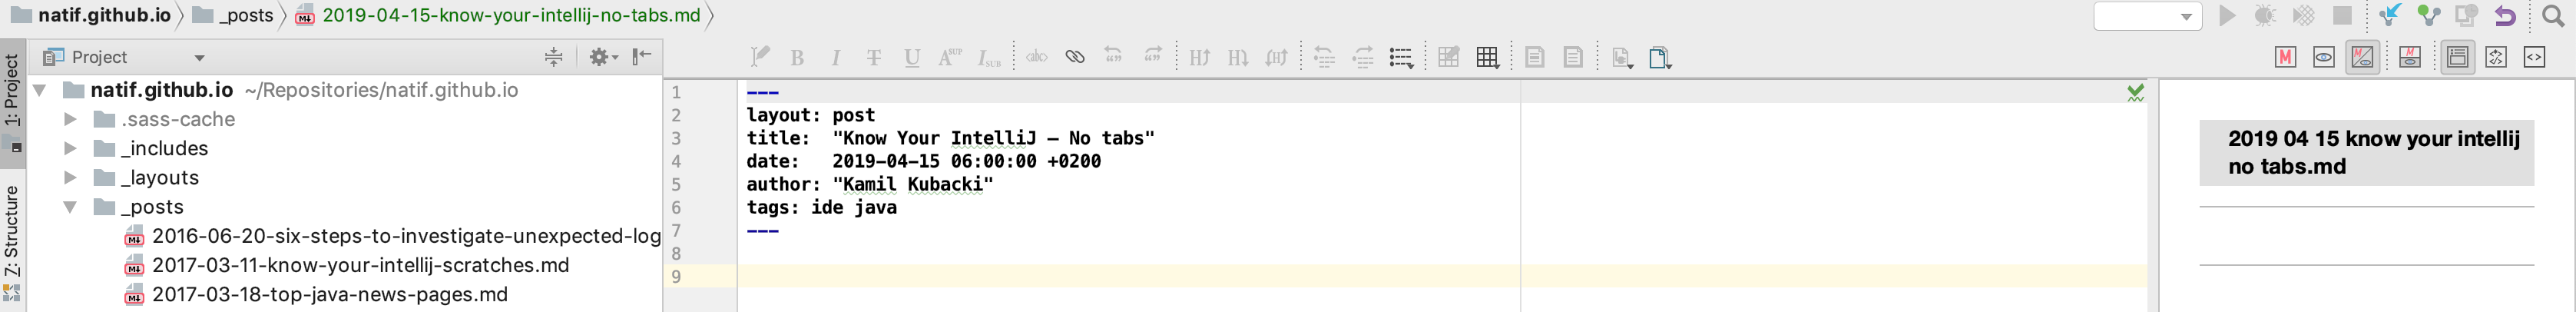 natif.github.io _posts 2019-04-15-know-your-intellij-no-tabs.md
1: Project
7: Structure
Project
natif.github.io ~/Repositories/natif.github.io
.sass-cache
_includes
_layouts
_posts
2016-06-20-six-steps-to-investigate-unexpected-log
2017-03-11-know-your-intellij-scratches.md
2017-03-18-top-java-news-pages.md
B I T U A SUP I SUB abc H H H
M M M
1 ---
2 layout: post
3 title:  "Know Your IntelliJ – No tabs"
4 date:   2019-04-15 06:00:00 +0200
5 author: "Kamil Kubacki"
6 tags: ide java
7 ---
8
9
2019 04 15 know your intellij
no tabs.md